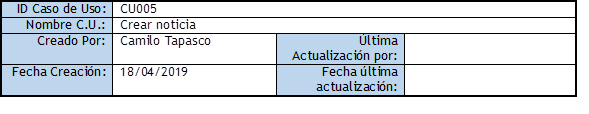 ID Caso de Uso: CU005
Nombre C.U.: Crear noticia
Creado Por: Camilo Tapasco Última
Actualización por:
Fecha Creación: 18/04/2019 Fecha última
actualización: